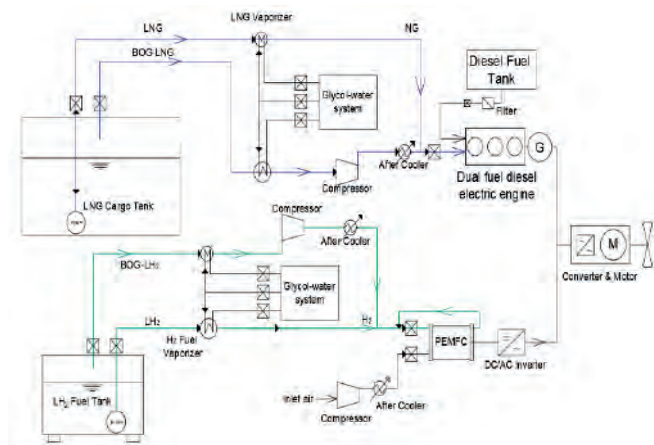 LNG
LNG Vaporizer
NG
M
BOG-LNG
Diesel Fuel
Tank
Glycol-water
system
Filter
G
After Cooler
Compressor
Dual fuel diesel
electric engine
LNG Cargo Tank
Compressor
After Cooler
BOG-LH₂
M
Converter & Motor
Glycol-water
system
LH₂
H₂
H₂ Fuel
Vaporizer
PEMFC
DC/AC Inverter
LH₂ Fuel Tank
Inlet air
After Cooler
Compressor